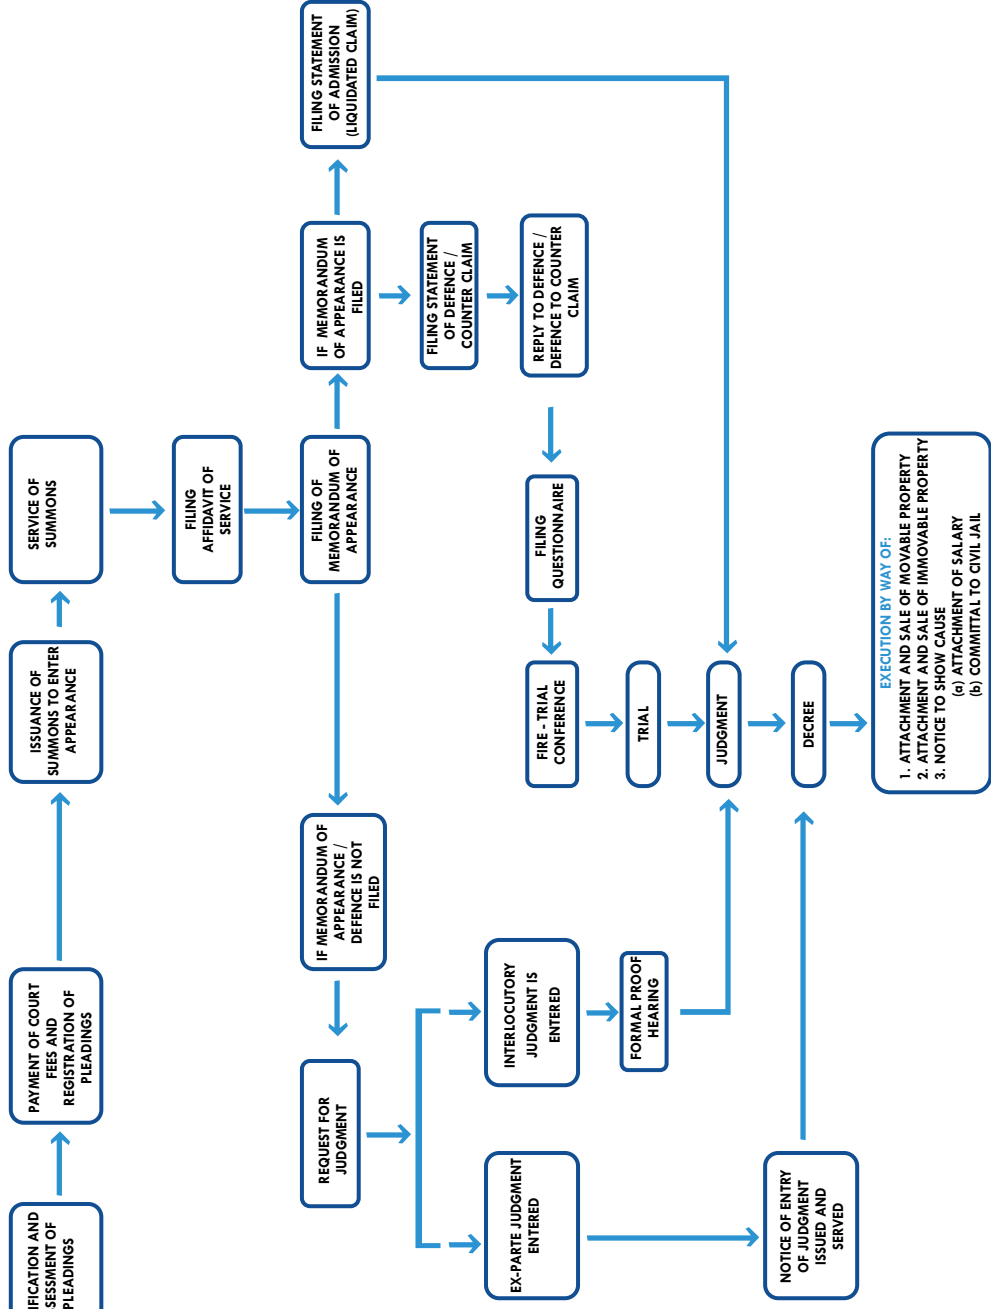 IFICATION AND
SESSMENT OF
PLEADINGS
PAYMENT OF COURT
FEES AND
REGISTRATION OF
PLEADINGS
ISSUANCE OF
SUMMONS TO ENTER
APPEARANCE
SERVICE OF
SUMMONS
FILING
AFFIDAVIT OF
SERVICE
FILING OF
MEMORANDUM OF
APPEARANCE
IF MEMORANDUM
OF APPEARANCE IS
FILED
FILING STATEMENT
OF ADMISSION
(LIQUIDATED CLAIM)
FILING STATEMENT
OF DEFENCE /
COUNTER CLAIM
REPLY TO DEFENCE /
DEFENCE TO COUNTER
CLAIM
FILING
QUESTIONNAIRE
FIRE - TRIAL
CONFERENCE
TRIAL
JUDGMENT
DECREE
IF MEMORANDUM OF
APPEARANCE /
DEFENCE IS NOT
FILED
REQUEST FOR
JUDGMENT
INTERLOCUTORY
JUDGMENT IS
ENTERED
FORMAL PROOF
HEARING
EX-PARTE JUDGMENT
ENTERED
NOTICE OF ENTRY
OF JUDGMENT
ISSUED AND
SERVED
EXECUTION BY WAY OF:
1. ATTACHMENT AND SALE OF MOVABLE PROPERTY
2. ATTACHMENT AND SALE OF IMMOVABLE PROPERTY
3. NOTICE TO SHOW CAUSE
(a) ATTACHMENT OF SALARY
(b) COMMITTAL TO CIVIL JAIL